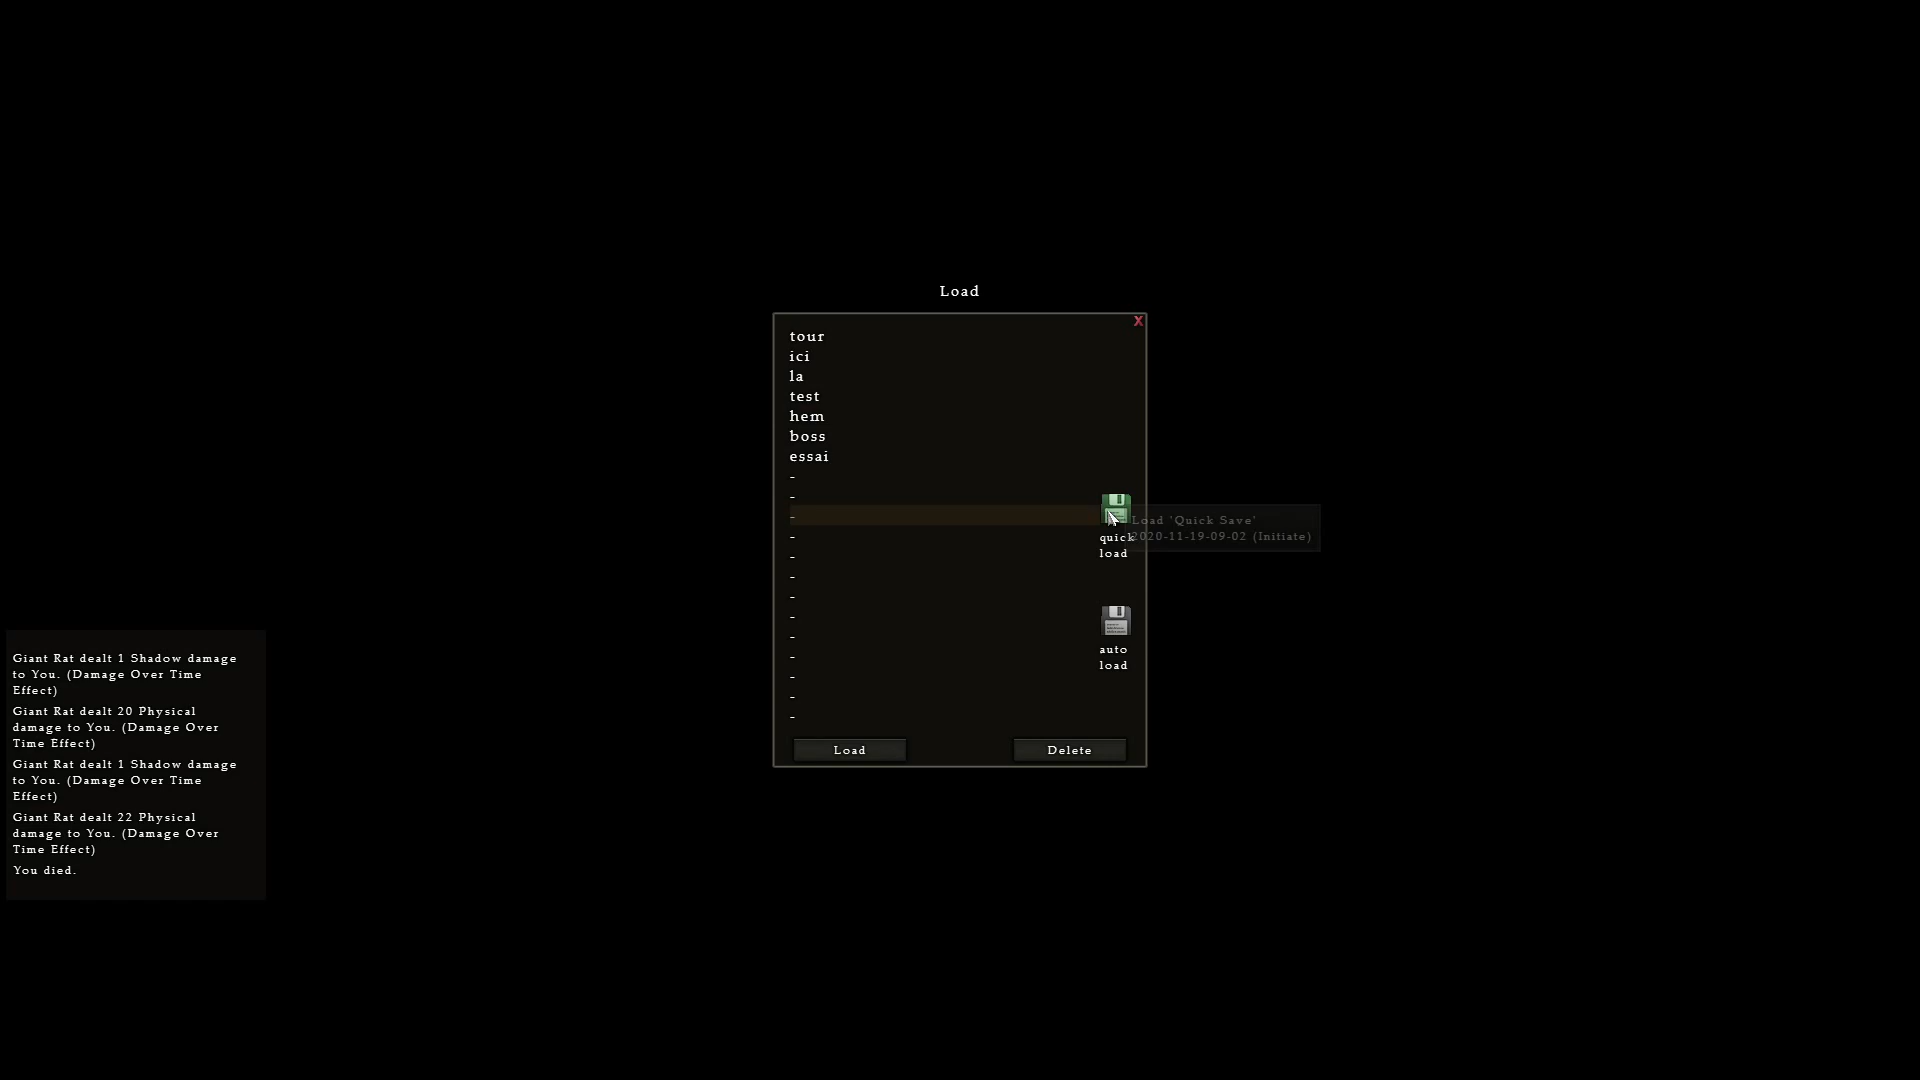 Load
X
tour
ici
la
test
hem
boss
essai
-
-
-
-
-
-
-
-
-
-
-
-
-
quick
load
Load 'Quick Save'
2020-11-19-09-02 (Initiate)
auto
load
Load
Delete
Giant Rat dealt 1 Shadow damage
to You. (Damage Over Time
Effect)
Giant Rat dealt 20 Physical
damage to You. (Damage Over
Time Effect)
Giant Rat dealt 1 Shadow damage
to You. (Damage Over Time
Effect)
Giant Rat dealt 22 Physical
damage to You. (Damage Over
Time Effect)
You died.